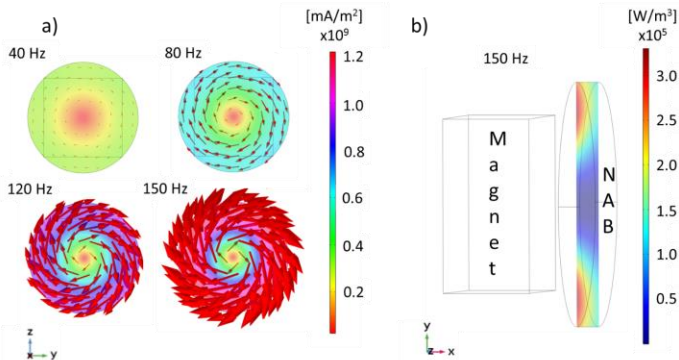 a)
[mA/m²]
x10⁹
40 Hz
80 Hz
1.2
1.0
0.8
0.6
0.4
0.2
120 Hz
150 Hz
z
x
y
b)
[W/m³]
x10⁵
150 Hz
Magnet
NAB
3.0
2.5
2.0
1.5
1.0
0.5
y
z
x